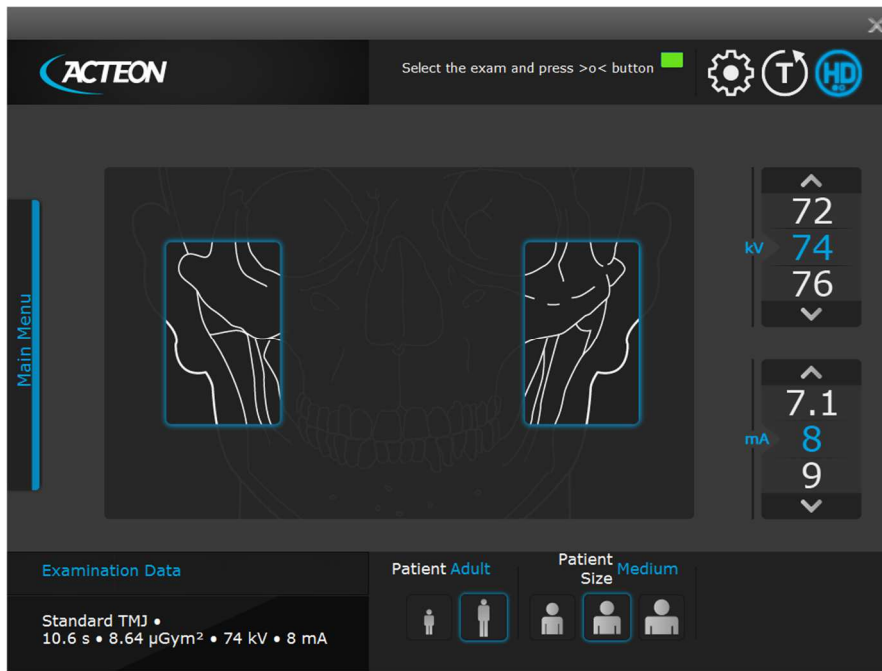 ACTEON
Select the exam and press >o< button
T
HD
Main Menu
72
kV 74
76
7.1
mA 8
9
Examination Data
Standard TMJ •
10.6 s • 8.64 µGym² • 74 kV • 8 mA
Patient Adult
Patient
Size Medium